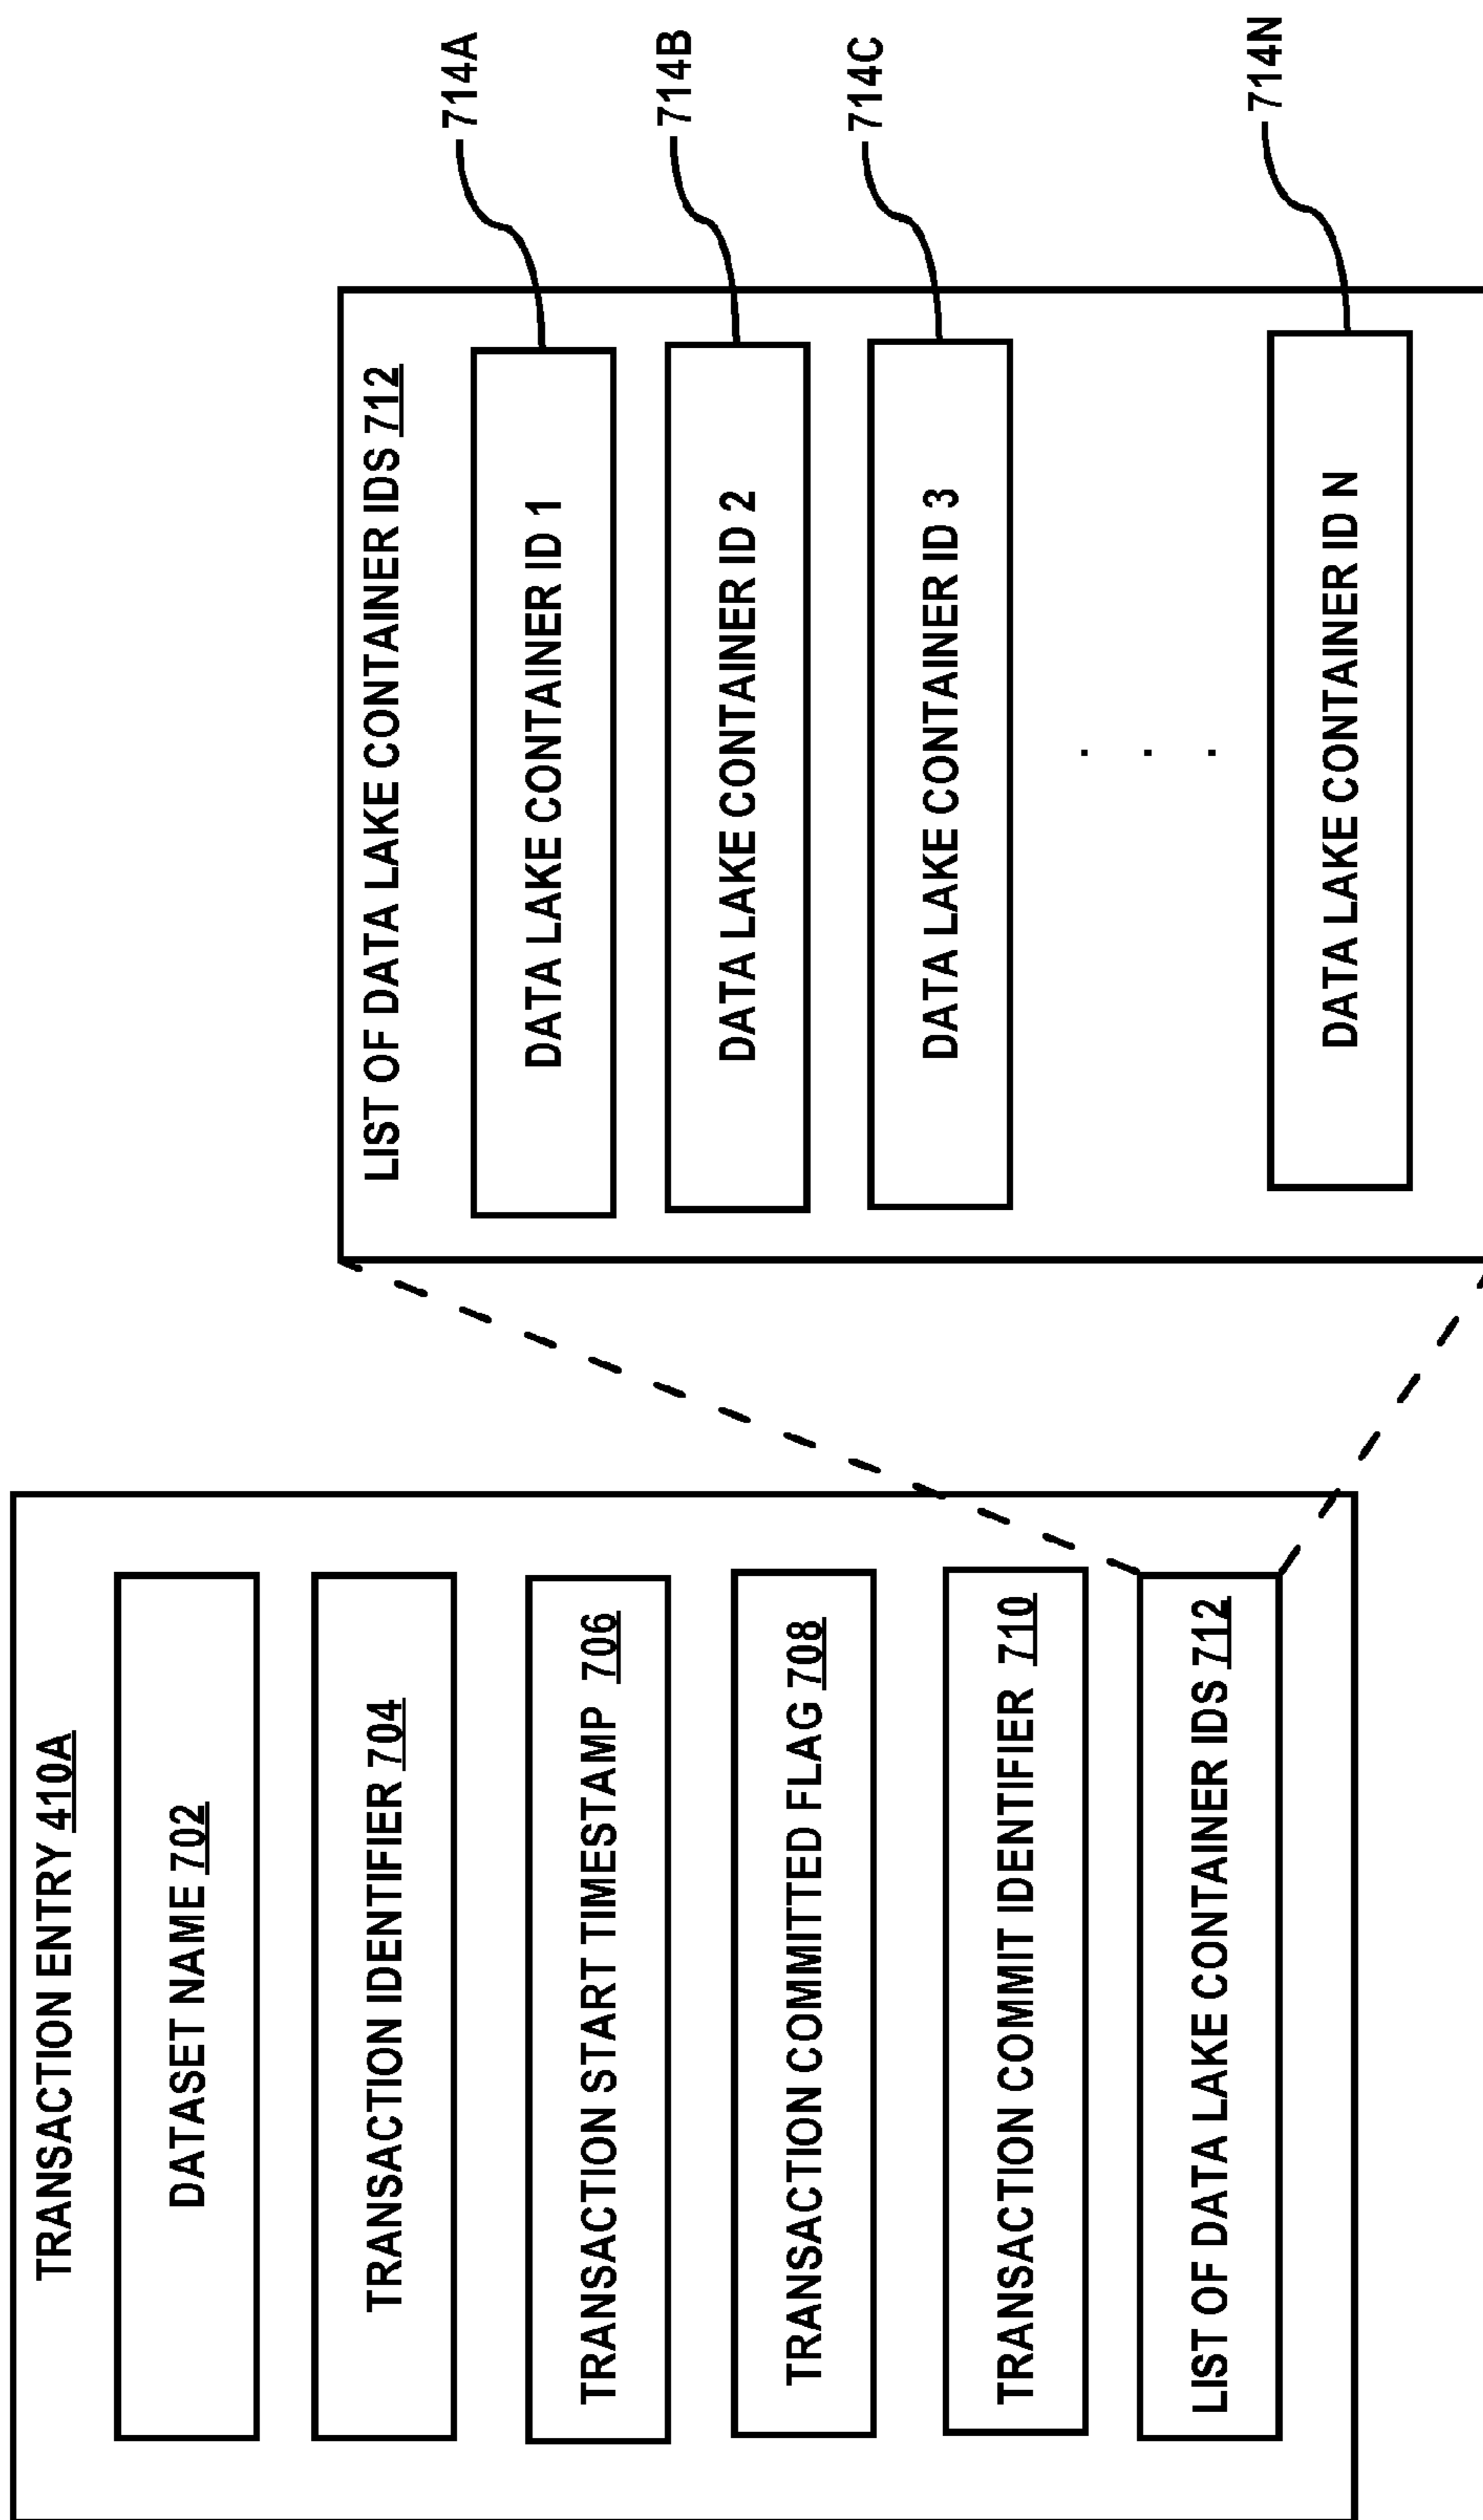 TRANSACTION ENTRY 410A
DATASET NAME 702
TRANSACTION IDENTIFIER 704
TRANSACTION START TIMESTAMP 706
TRANSACTION COMMITTED FLAG 708
TRANSACTION COMMIT IDENTIFIER 710
LIST OF DATA LAKE CONTAINER IDS 712
LIST OF DATA LAKE CONTAINER IDS 712
DATA LAKE CONTAINER ID 1
714A
DATA LAKE CONTAINER ID 2
714B
DATA LAKE CONTAINER ID 3
714C
. . .
DATA LAKE CONTAINER ID N
714N